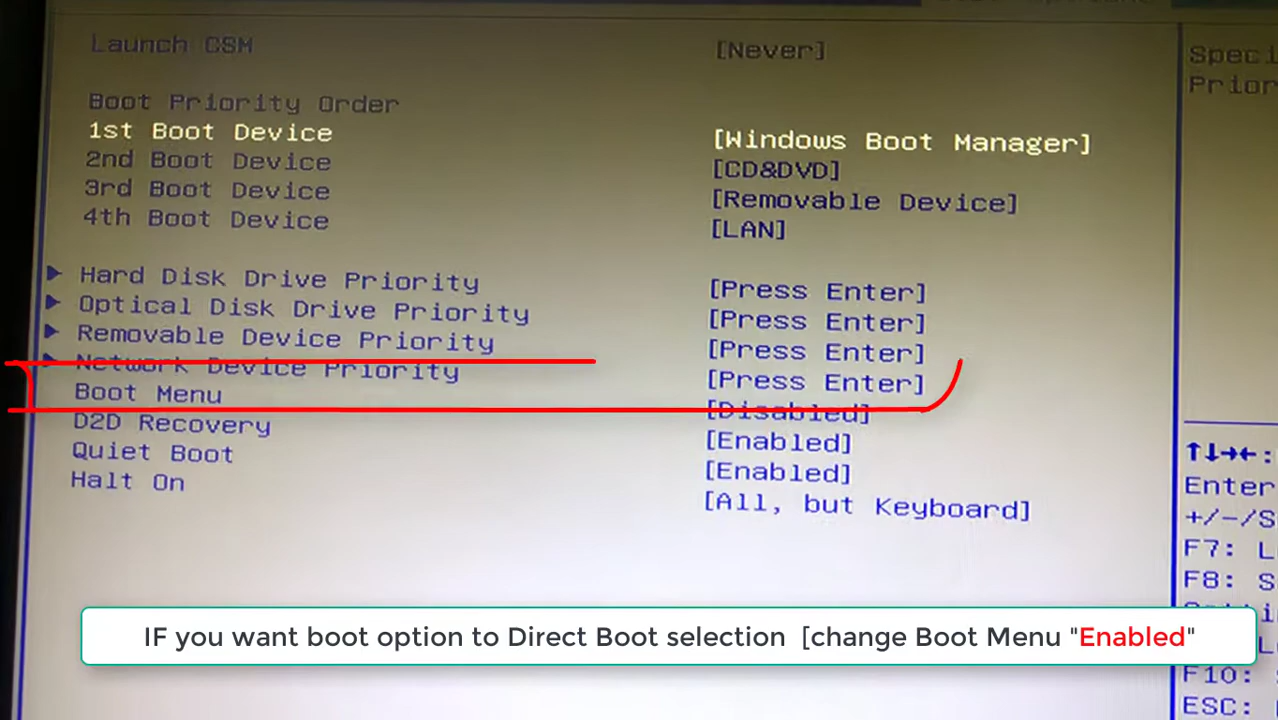 Launch CSM [Never]
Boot Priority Order
1st Boot Device [Windows Boot Manager]
2nd Boot Device [CD&DVD]
3rd Boot Device [Removable Device]
4th Boot Device [LAN]
Hard Disk Drive Priority [Press Enter]
Optical Disk Drive Priority [Press Enter]
Removable Device Priority [Press Enter]
Network Device Priority [Press Enter]
Boot Menu [Disabled]
D2D Recovery [Enabled]
Quiet Boot [Enabled]
Halt On [All, but Keyboard]
Speci
Prior
↑↓→←:
Enter
+/-/S
F7: L
F8: S
F10:
ESC:
IF you want boot option to Direct Boot selection [change Boot Menu "Enabled"